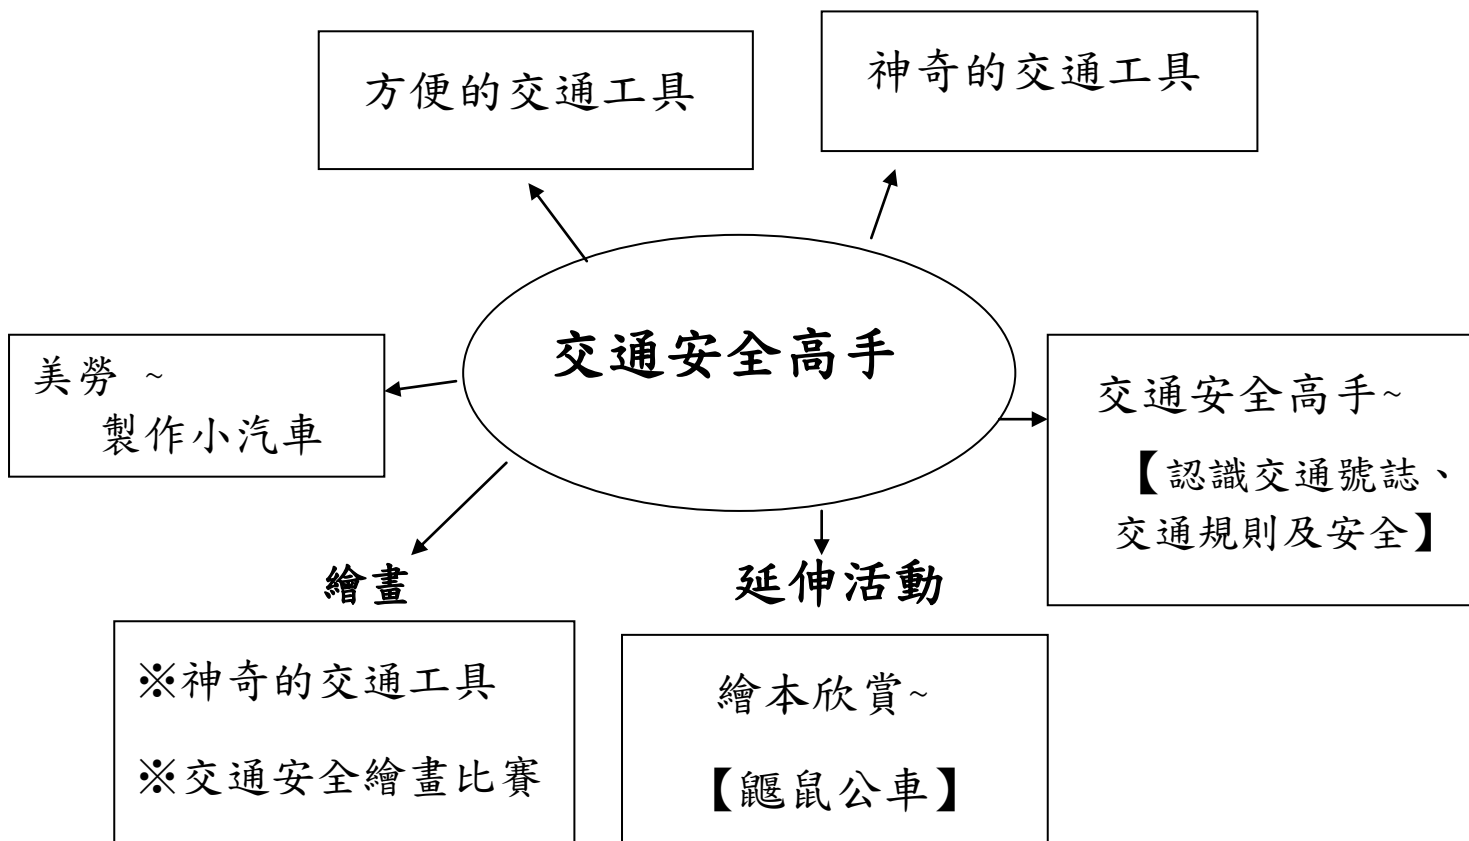 方便的交通工具
神奇的交通工具
交通安全高手
美勞 ~
製作小汽車
交通安全高手~
【認識交通號誌、
交通規則及安全】
繪畫
※神奇的交通工具
※交通安全繪畫比賽
延伸活動
繪本欣賞~
【鼴鼠公車】